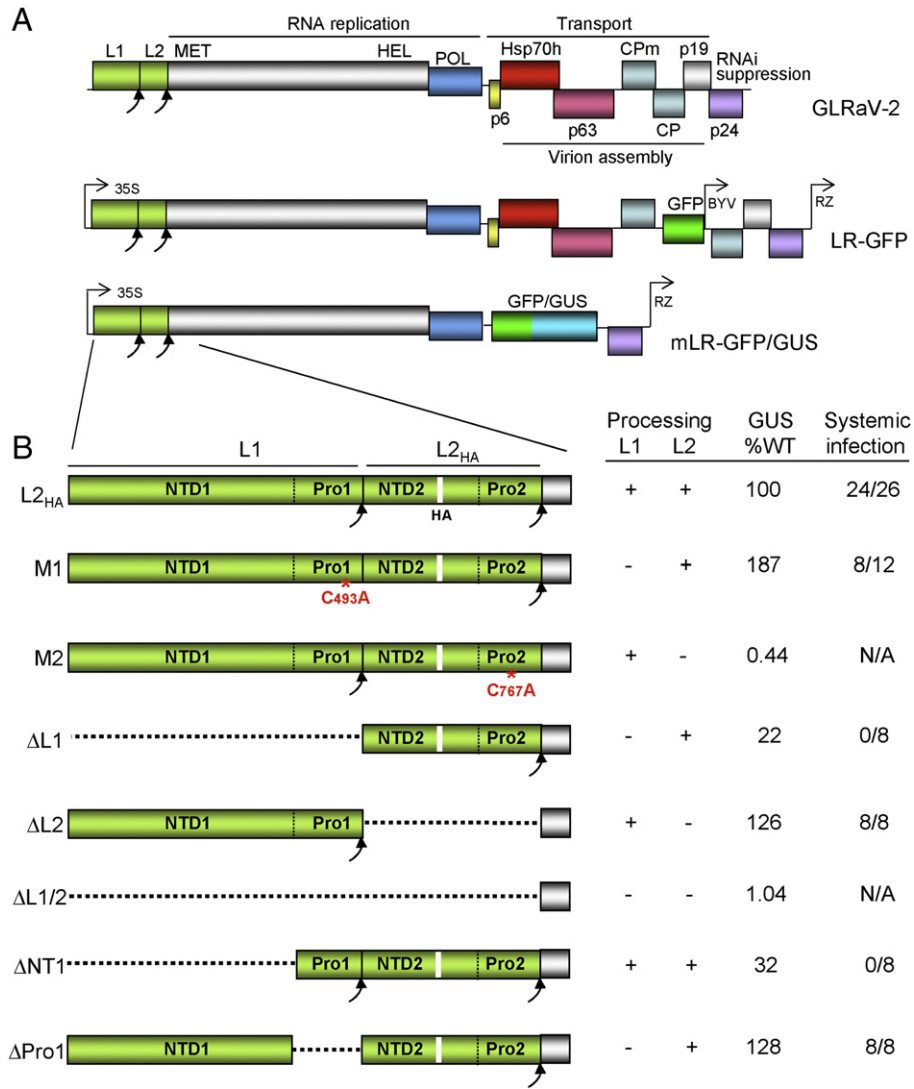 A
RNA replication
Transport
L1 L2 MET HEL POL Hsp70h CPm p19 RNAi suppression
p6 p63 CP p24
GLRaV-2
Virion assembly
35S GFP BYV RZ
LR-GFP
35S GFP/GUS RZ
mLR-GFP/GUS
B
L1 L2HA
Processing GUS Systemic
L1 L2 %WT infection
L2HA NTD1 Pro1 NTD2 Pro2 + + 100 24/26
HA
M1 NTD1 Pro1 NTD2 Pro2 - + 187 8/12
*
C493A
M2 NTD1 Pro1 NTD2 Pro2 + - 0.44 N/A
*
C767A
ΔL1 NTD2 Pro2 - + 22 0/8
ΔL2 NTD1 Pro1 + - 126 8/8
ΔL1/2 - - 1.04 N/A
ΔNT1 Pro1 NTD2 Pro2 + + 32 0/8
ΔPro1 NTD1 NTD2 Pro2 - + 128 8/8